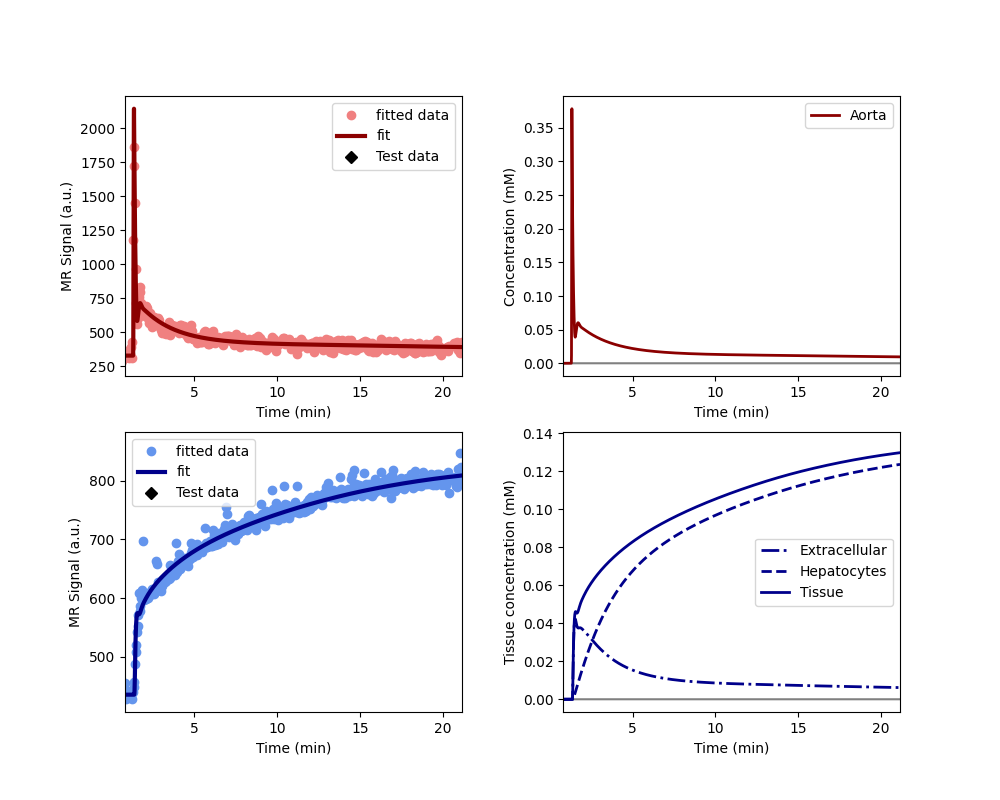 2000
1750
1500
1250
1000
750
500
250
MR Signal (a.u.)
5
10
15
20
Time (min)
fitted data
fit
Test data
0.35
0.30
0.25
0.20
0.15
0.10
0.05
0.00
Concentration (mM)
5
10
15
20
Time (min)
Aorta
800
700
600
500
MR Signal (a.u.)
5
10
15
20
Time (min)
fitted data
fit
Test data
0.14
0.12
0.10
0.08
0.06
0.04
0.02
0.00
Tissue concentration (mM)
5
10
15
20
Time (min)
Extracellular
Hepatocytes
Tissue